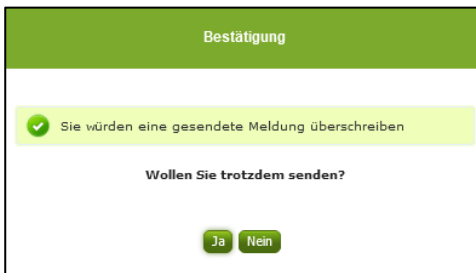 Bestätigung
Sie würden eine gesendete Meldung überschreiben
Wollen Sie trotzdem senden?
Ja Nein